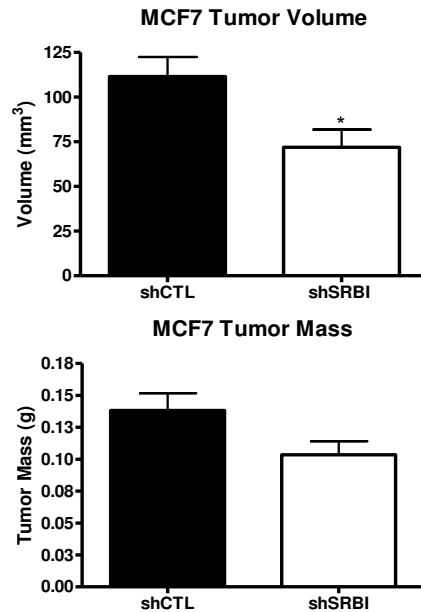 MCF7 Tumor Volume
Volume (mm³)
125
100
75
50
25
0
*
shCTL shSRBI
MCF7 Tumor Mass
Tumor Mass (g)
0.18
0.15
0.13
0.10
0.08
0.05
0.03
0.00
shCTL shSRBI